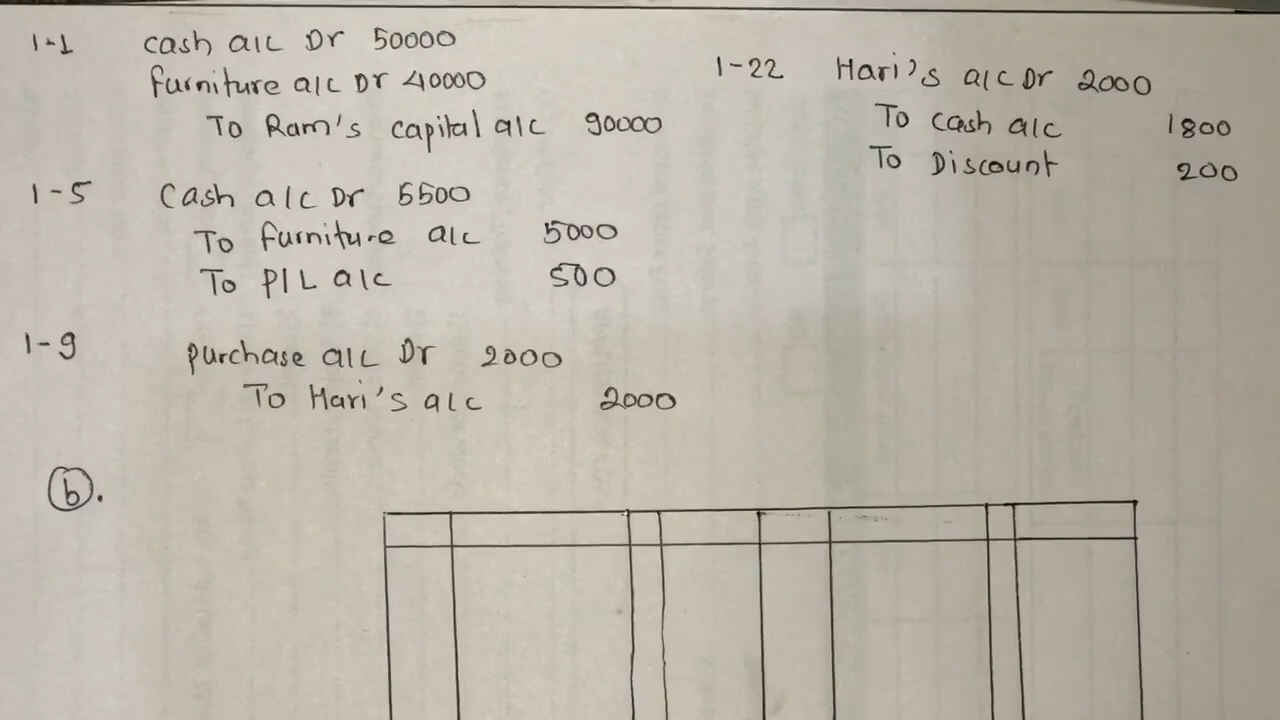 1-1 cash a/c Dr 50000
furniture a/c Dr 40000
To Ram's capital a/c 90000
1-5 Cash a/c Dr 5500
To furniture a/c 5000
To P/L a/c 500
1-9 purchase a/c Dr 2000
To Hari's a/c 2000
1-22 Hari's a/c Dr 2000
To cash a/c 1800
To Discount 200
b.